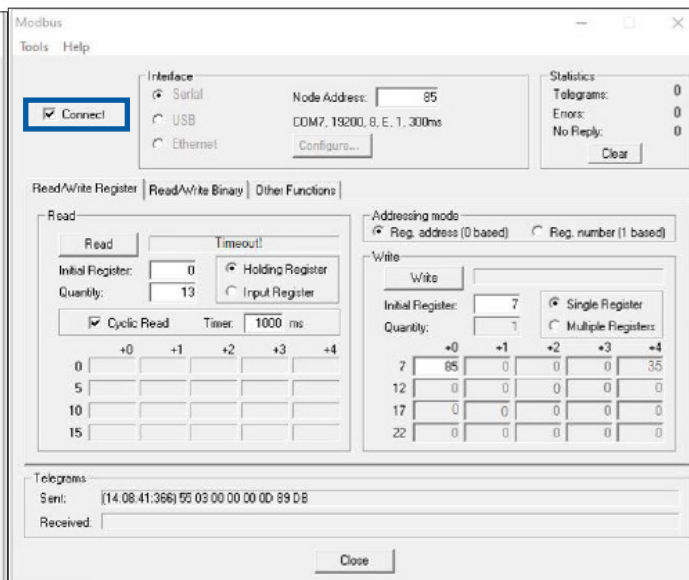 Modbus
Tools Help
Connect
Interface
Serial
USB
Ethernet
Node Address: 85
COM7, 19200, 8, E, 1, 300ms
Configure...
Statistics
Telegrams: 0
Errors: 0
No Reply: 0
Clear
Read/Write Register Read/Write Binary Other Functions
Read
Read Timeout!
Initial Register: 0
Quantity: 13
Holding Register
Input Register
Cyclic Read Timer: 1000 ms
+0 +1 +2 +3 +4
0
5
10
15
Addressing mode
Reg. address (0 based) Reg. number (1 based)
Write
Write
Initial Register: 7
Quantity: 1
Single Register
Multiple Registers
+0 +1 +2 +3 +4
7 85 0 0 0 35
12 0 0 0 0 0
17 0 0 0 0 0
22 0 0 0 0 0
Telegrams
Sent: (14:08:41:366) 55 03 00 00 00 0D 89 DB
Received:
Close